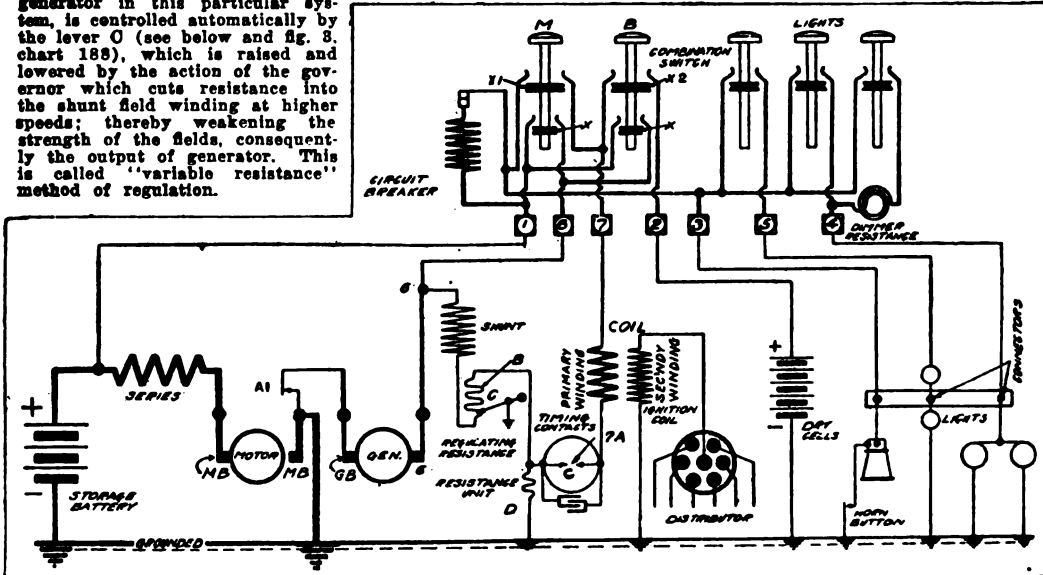 generator in this particular sys-
tem, is controlled automatically by
the lever C (see below and fig. 3,
chart 188), which is raised and
lowered by the action of the gov-
ernor which cuts resistance into
the shunt field winding at higher
speeds; thereby weakening the
strength of the fields, consequent-
ly the output of generator. This
is called "variable resistance"
method of regulation.
M
B
LIGHTS
COMBINATION
SWITCH
X1
X2
X
X
CIRCUIT
BREAKER
1
6
7
2
3
5
4
DIMMER
RESISTANCE
6
SHUNT
COIL
PRIMARY
WINDING
SEC'NDY
WINDING
IGNITION
COIL
B
C
REGULATING
RESISTANCE
TIMING
CONTACTS
7A
C
RESISTANCE
UNIT
D
SERIES
A1
+
-
STORAGE
BATTERY
MB
MOTOR
MB
GB
GEN.
6
DISTRIBUTOR
+
-
DRY
CELLS
CONNECTORS
LIGHTS
HORN
BUTTON
GROUNDED